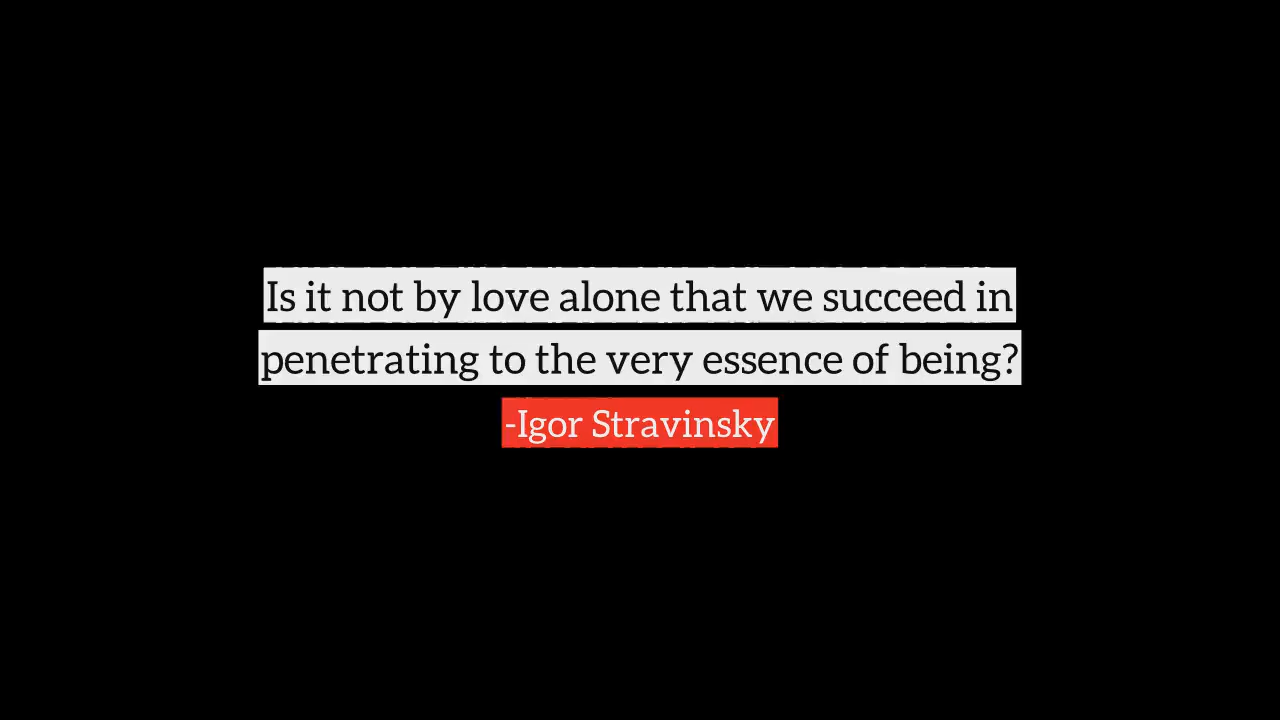 Is it not by love alone that we succeed in
penetrating to the very essence of being?
-Igor Stravinsky